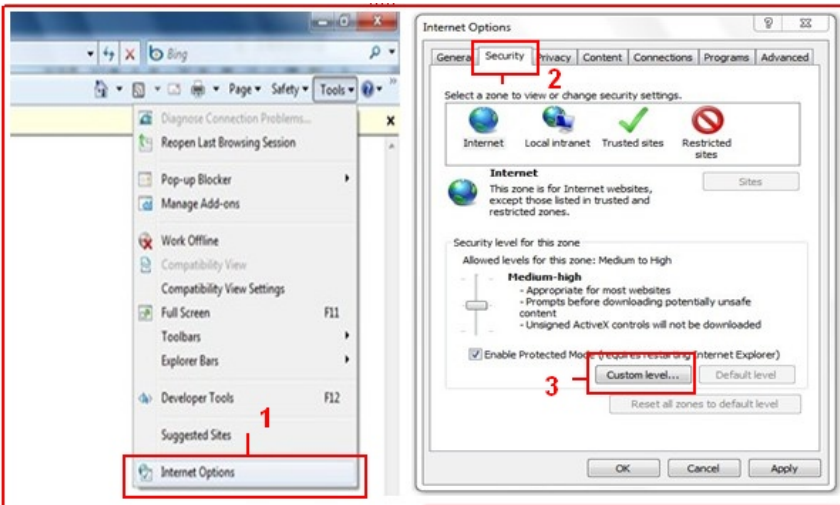 Bing
Page
Safety
Tools
Diagnose Connection Problems...
Reopen Last Browsing Session
Pop-up Blocker
Manage Add-ons
Work Offline
Compatibility View
Compatibility View Settings
Full Screen F11
Toolbars
Explorer Bars
Developer Tools F12
1
Suggested Sites
Internet Options
Internet Options
General Security Privacy Content Connections Programs Advanced
2
Select a zone to view or change security settings.
Internet Local intranet Trusted sites Restricted
sites
Internet
Sites
This zone is for Internet websites,
except those listed in trusted and
restricted zones.
Security level for this zone
Allowed levels for this zone: Medium to High
Medium-high
- Appropriate for most websites
- Prompts before downloading potentially unsafe
content
- Unsigned ActiveX controls will not be downloaded
Enable Protected Mode (requires restarting Internet Explorer)
3
Custom level... Default level
Reset all zones to default level
OK Cancel Apply